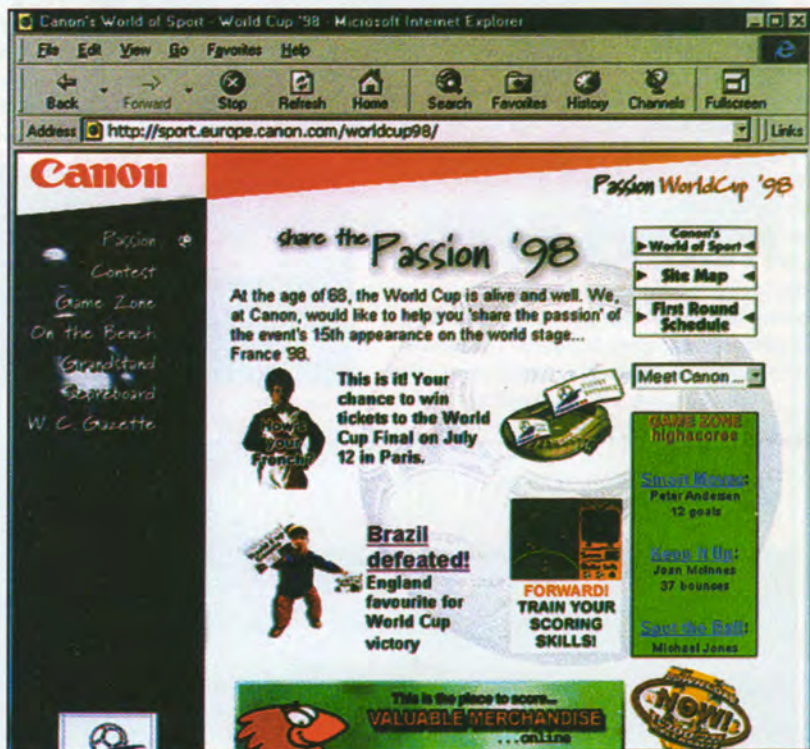 Canon's World of Sport - World Cup '98 - Microsoft Internet Explorer
File Edit View Go Favorites Help
Back Forward Stop Refresh Home Search Favorites History Channels Fullscreen
Address http://sport.europe.canon.com/worldcup98/ Links
Canon
Passion WorldCup '98
Passion
Contest
Game Zone
On the Bench
Grandstand
Scoreboard
W. C. Gazette
share the Passion '98
At the age of 68, the World Cup is alive and well. We,
at Canon, would like to help you 'share the passion' of
the event's 15th appearance on the world stage...
France '98.
How's
your
French?
This is it! Your
chance to win
tickets to the World
Cup Final on July
12 in Paris.
Brazil
defeated!
England
favourite for
World Cup
victory
FORWARD!
TRAIN YOUR
SCORING
SKILLS!
Canon's
World of Sport
Site Map
First Round
Schedule
Meet Canon ...
GAME ZONE
highscores
Smart Moves:
Peter Andersen
12 goals
Keep It Up:
Joan McInnes
37 bounces
Spot the Ball:
Michael Jones
This is the place to score...
VALUABLE MERCHANDISE
...online
NOW!